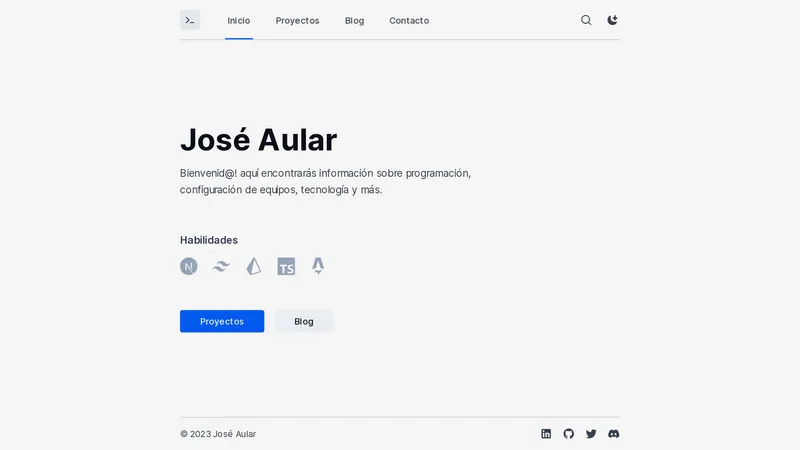 Inicio Proyectos Blog Contacto
José Aular
Bienvenid@! aquí encontrarás información sobre programación,
configuración de equipos, tecnología y más.
Habilidades
N TS
Proyectos Blog
© 2023 José Aular